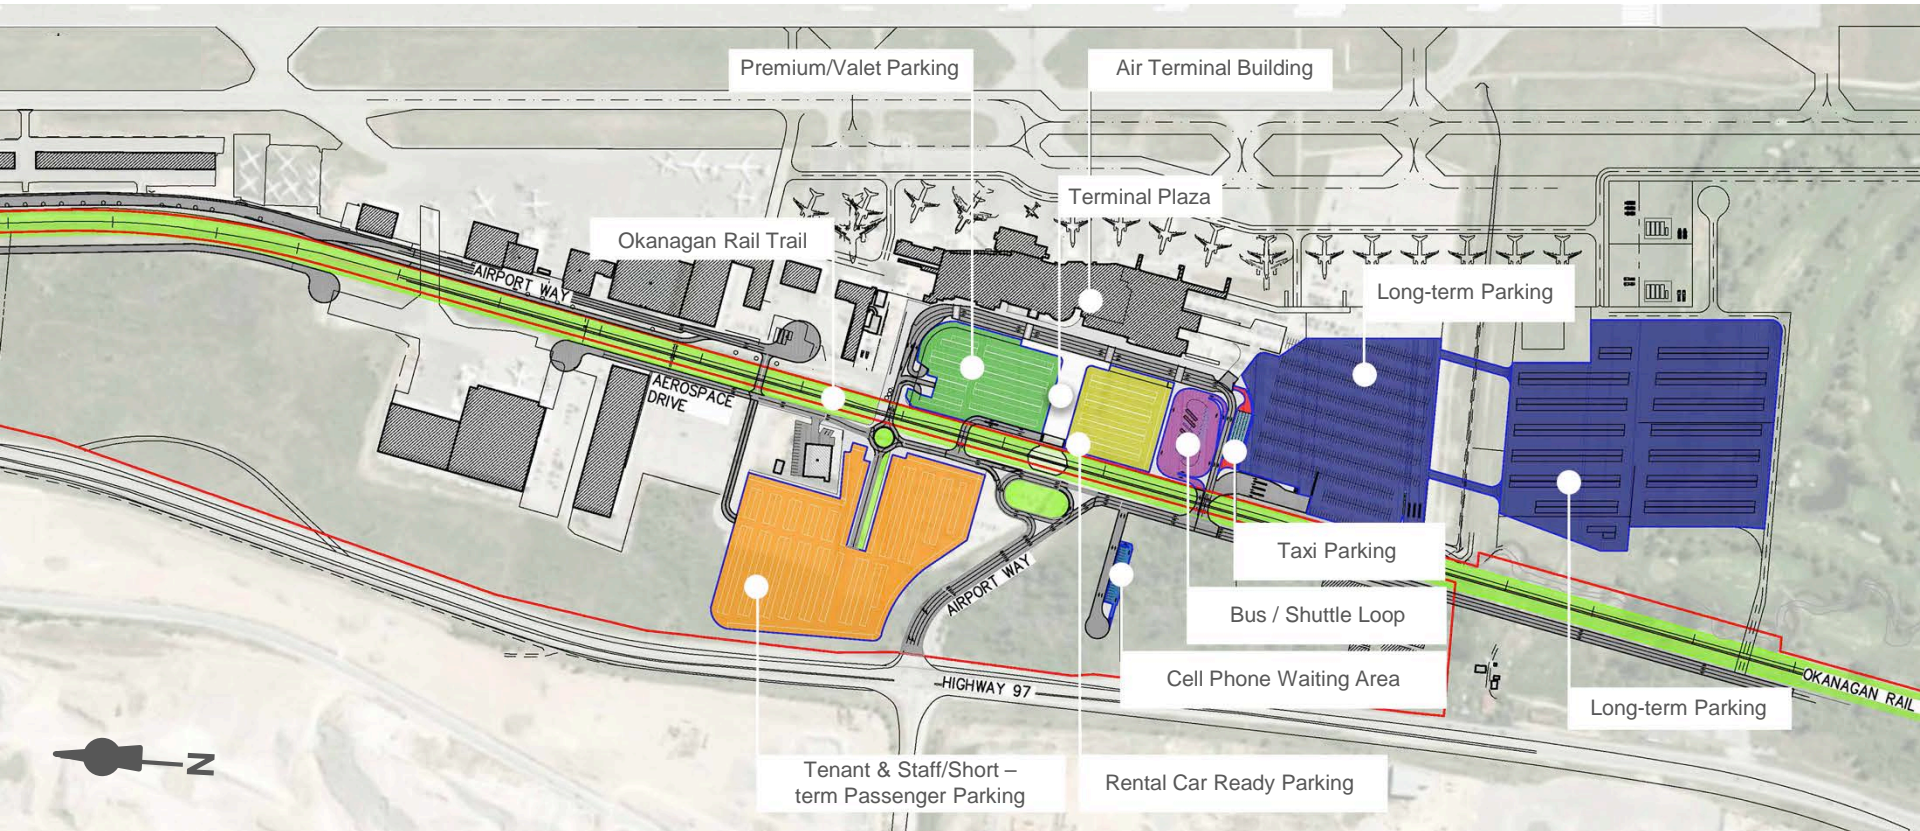 Premium/Valet Parking
Air Terminal Building
Terminal Plaza
Okanagan Rail Trail
AIRPORT WAY
Long-term Parking
AEROSPACE
DRIVE
Taxi Parking
AIRPORT WAY
Bus / Shuttle Loop
Cell Phone Waiting Area
HIGHWAY 97
OKANAGAN RAIL
Long-term Parking
N
Tenant & Staff/Short –
term Passenger Parking
Rental Car Ready Parking